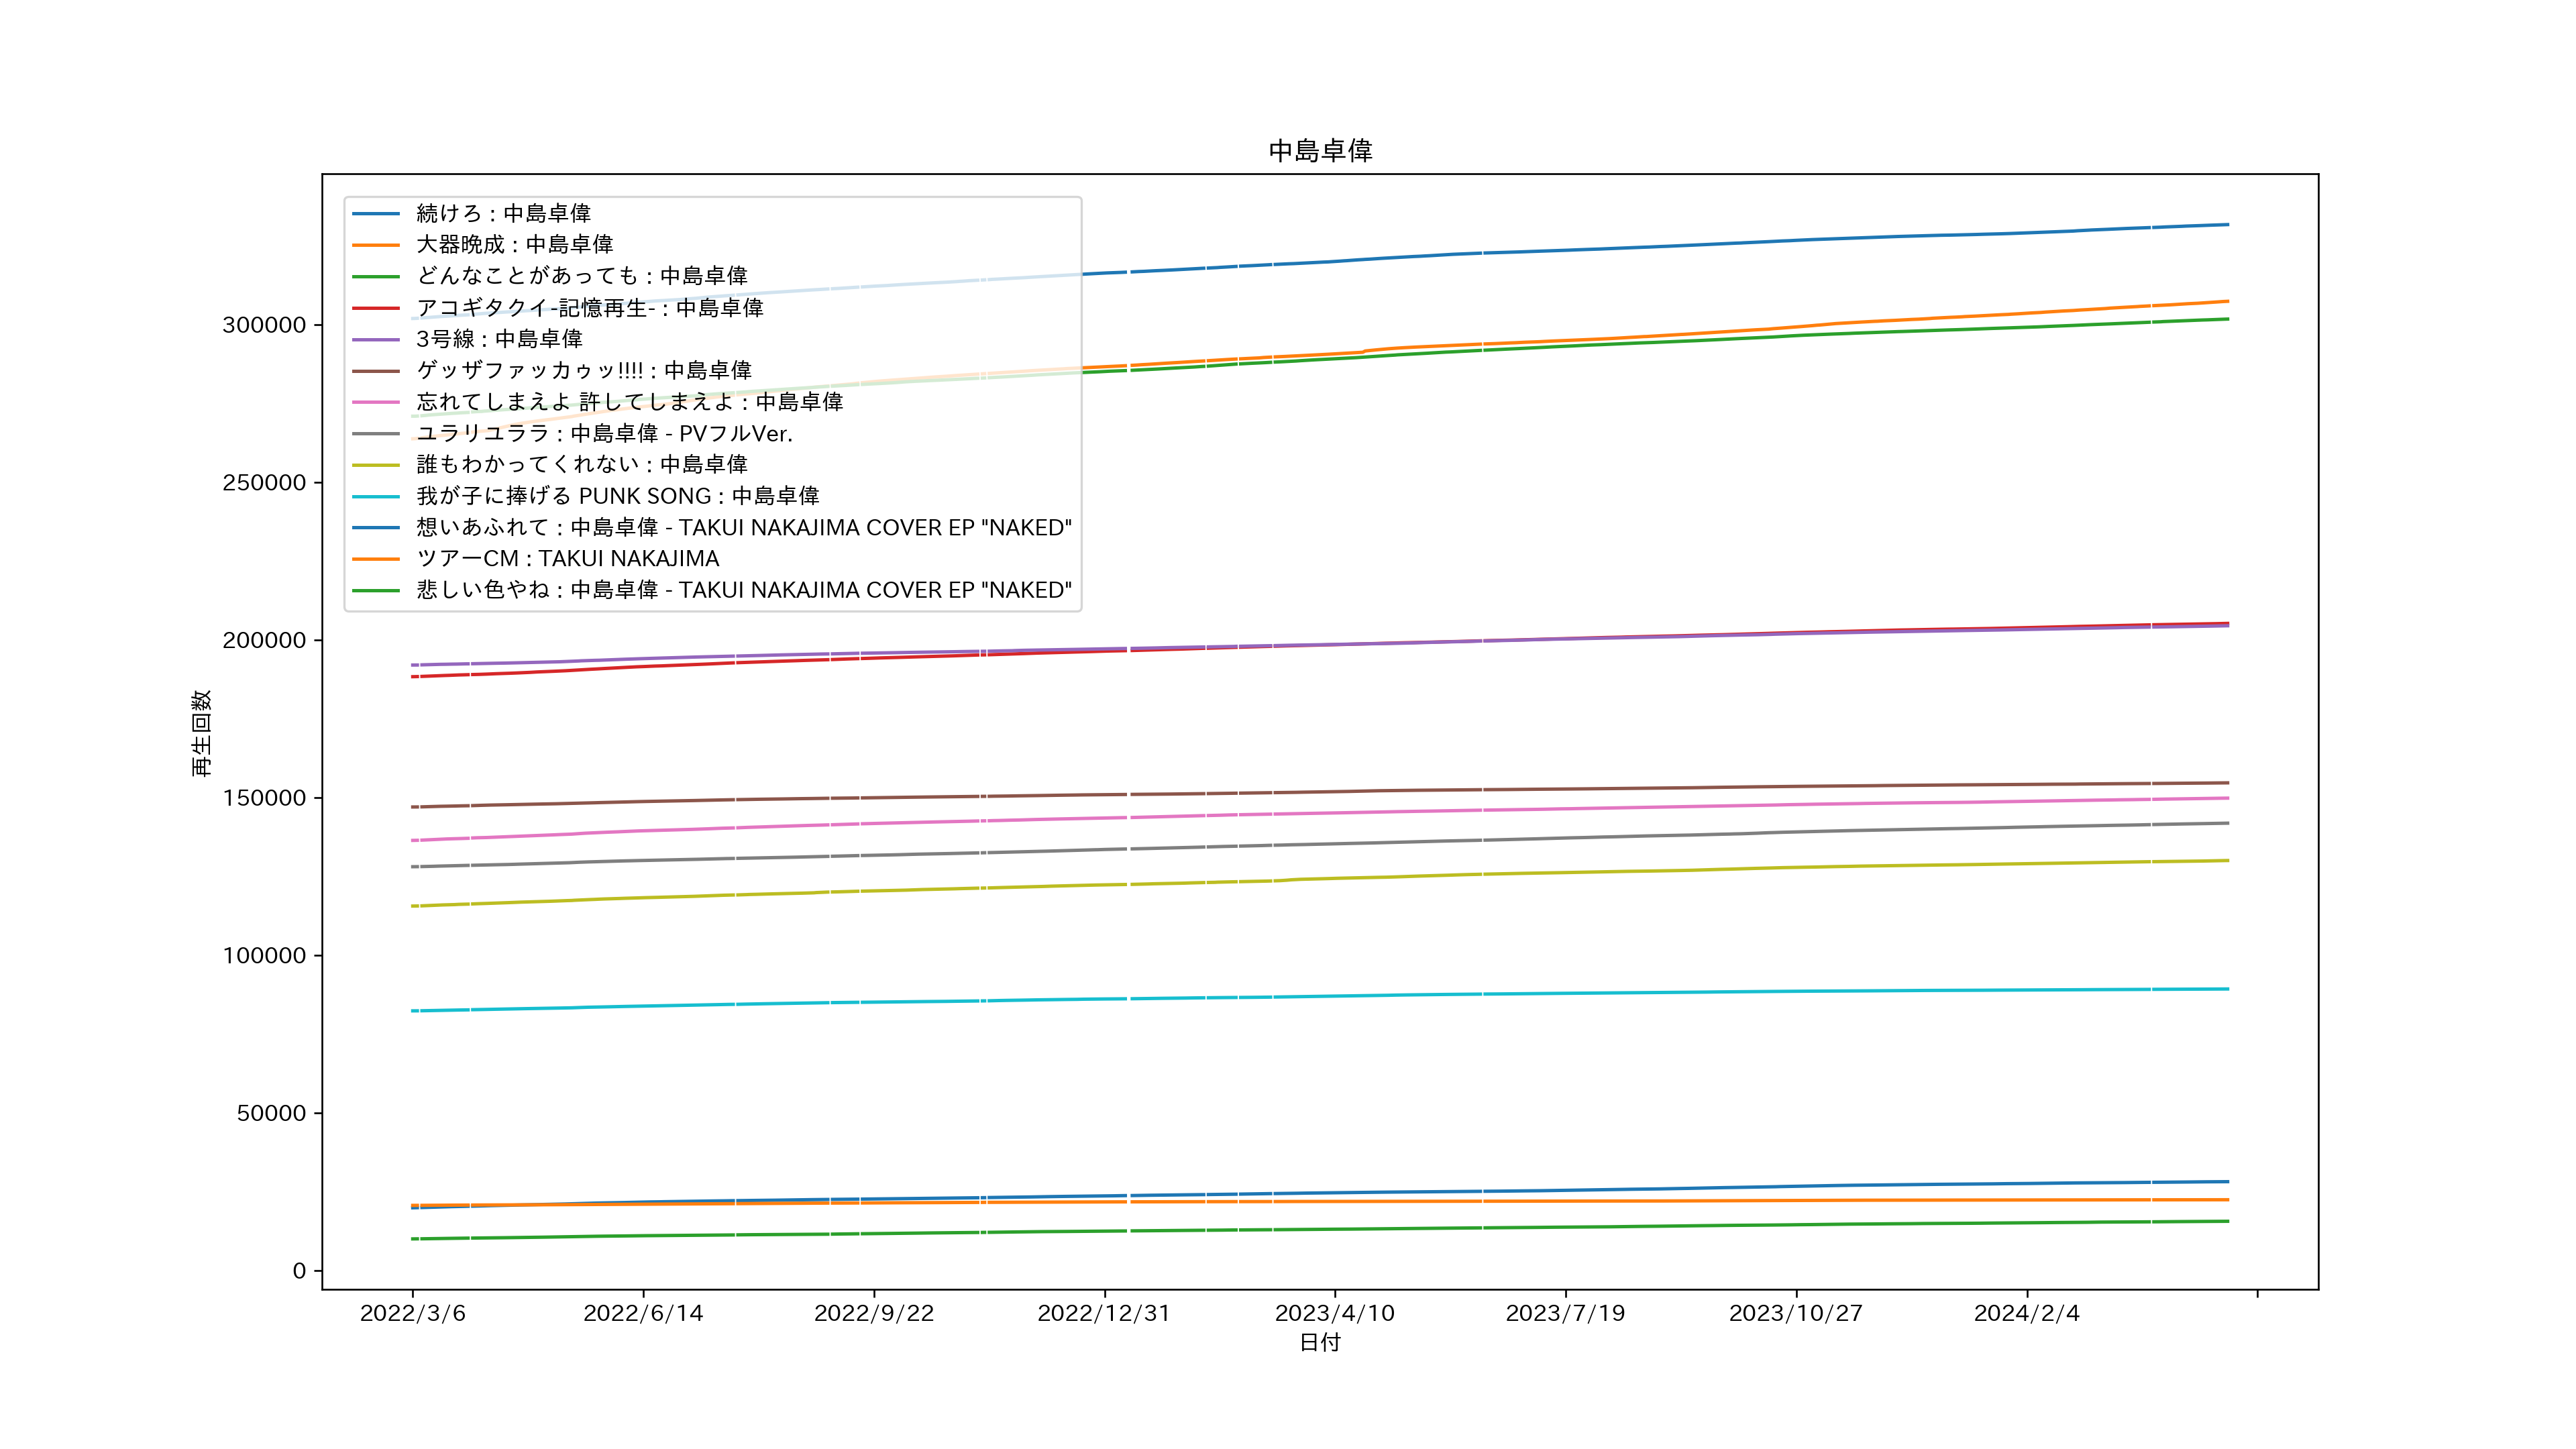 中島卓偉
続けろ : 中島卓偉
大器晩成 : 中島卓偉
どんなことがあっても : 中島卓偉
アコギタクイ-記憶再生- : 中島卓偉
3号線 : 中島卓偉
ゲッザファッカゥッ!!!! : 中島卓偉
忘れてしまえよ 許してしまえよ : 中島卓偉
ユラリユララ : 中島卓偉 - PVフルVer.
誰もわかってくれない : 中島卓偉
我が子に捧げる PUNK SONG : 中島卓偉
想いあふれて : 中島卓偉 - TAKUI NAKAJIMA COVER EP "NAKED"
ツアーCM : TAKUI NAKAJIMA
悲しい色やね : 中島卓偉 - TAKUI NAKAJIMA COVER EP "NAKED"
300000
250000
200000
150000
100000
50000
0
再生回数
2022/3/6 2022/6/14 2022/9/22 2022/12/31 2023/4/10 2023/7/19 2023/10/27 2024/2/4
日付